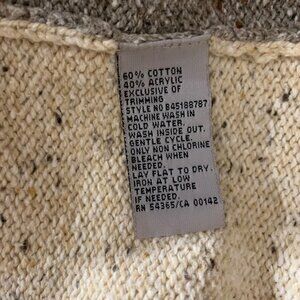 60% COTTON
40% ACRYLIC
EXCLUSIVE OF
TRIMMING
STYLE NO B451BB787
MACHINE WASH IN
COLD WATER.
WASH INSIDE OUT.
GENTLE CYCLE.
ONLY NON CHLORINE
BLEACH WHEN
NEEDED.
LAY FLAT TO DRY.
IRON AT LOW
TEMPERATURE
IF NEEDED.
RN 54365/CA 00142